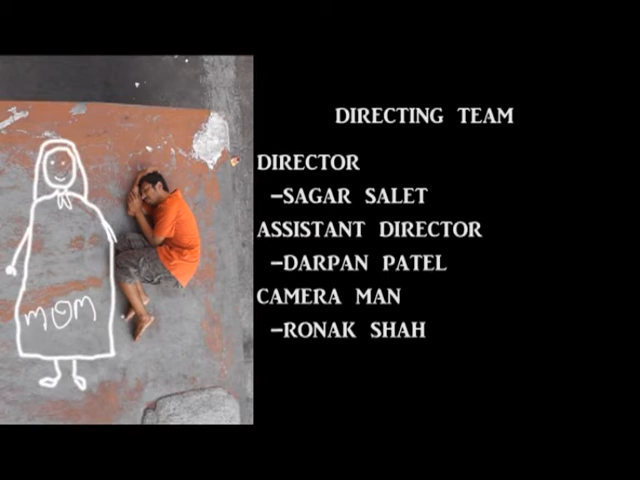 DIRECTING TEAM
DIRECTOR
–SAGAR SALET
ASSISTANT DIRECTOR
–DARPAN PATEL
CAMERA MAN
–RONAK SHAH
MOM